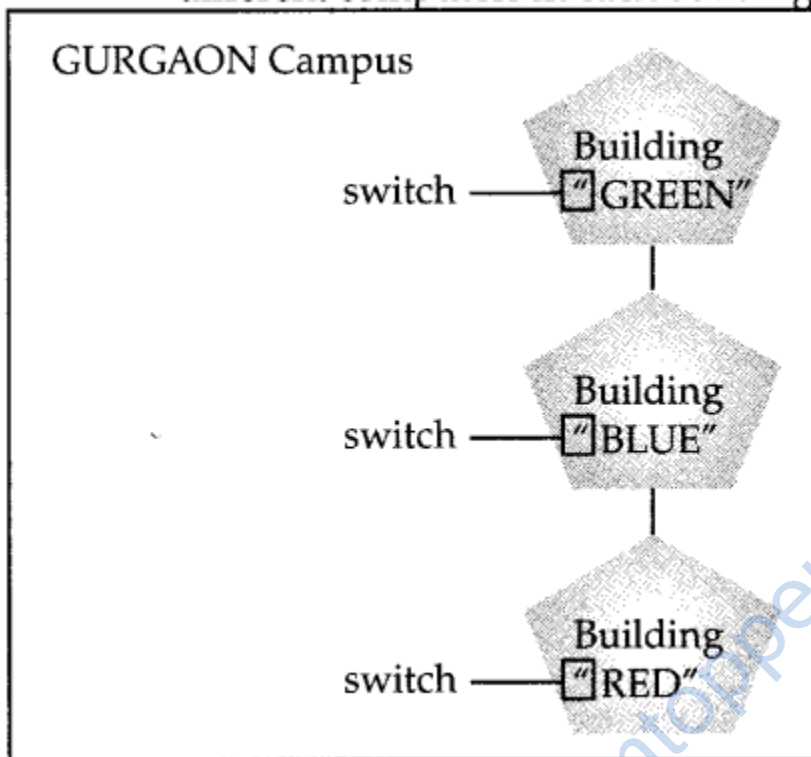 GURGAON Campus
Building
switch
"GREEN"
Building
switch
"BLUE"
Building
switch
"RED"